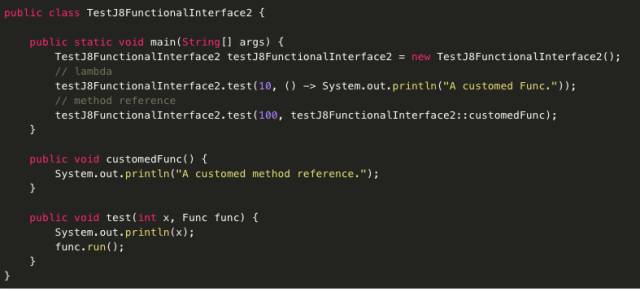 public class TestJ8FunctionalInterface2 {
    public static void main(String[] args) {
        TestJ8FunctionalInterface2 testJ8FunctionalInterface2 = new TestJ8FunctionalInterface2();
        // lambda
        testJ8FunctionalInterface2.test(10, () -> System.out.println("A customed Func."));
        // method reference
        testJ8FunctionalInterface2.test(100, testJ8FunctionalInterface2::customedFunc);
    }
    public void customedFunc() {
        System.out.println("A customed method reference.");
    }
    public void test(int x, Func func) {
        System.out.println(x);
        func.run();
    }
}